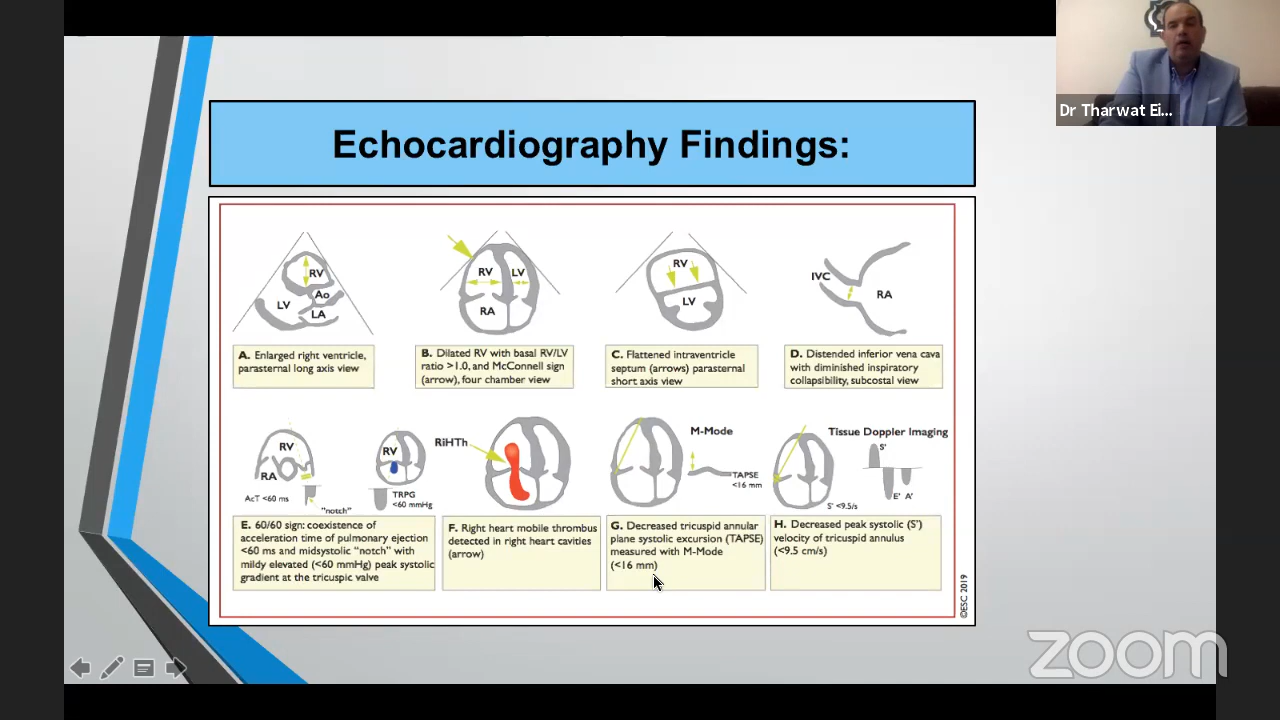 Dr Tharwat Ei...
Echocardiography Findings:
RV
Ao
LV
LA
RV
LV
RA
RV
LV
IVC
RA
A. Enlarged right ventricle,
parasternal long axis view
B. Dilated RV with basal RV/LV
ratio >1.0, and McConnell sign
(arrow), four chamber view
C. Flattened intraventricle
septum (arrows) parasternal
short axis view
D. Distended inferior vena cava
with diminished inspiratory
collapsibility, subcostal view
RV
RA
AcT <60 ms
"notch"
RV
TRPG
<60 mmHg
RiHTh
M-Mode
TAPSE
<16 mm
Tissue Doppler Imaging
S'
E' A'
S' <9.5/s
E. 60/60 sign: coexistence of
acceleration time of pulmonary ejection
<60 ms and midsystolic "notch" with
mildy elevated (<60 mmHg) peak systolic
gradient at the tricuspic valve
F. Right heart mobile thrombus
detected in right heart cavities
(arrow)
G. Decreased tricuspid annular
plane systolic excursion (TAPSE)
measured with M-Mode
(<16 mm)
H. Decreased peak systolic (S')
velocity of tricuspid annulus
(<9.5 cm/s)
©ESC 2019
zoom